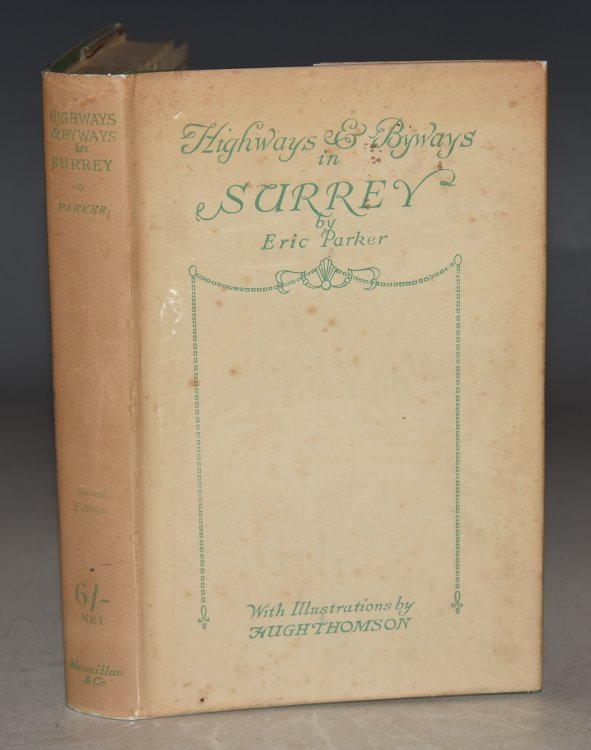 HIGHWAYS
& BYWAYS
in
SURREY
PARKER
Second
Edition
6/-
NET
Macmillan
& Co
Highways & Byways
in
SURREY
by
Eric Parker
With Illustrations by
HUGH THOMSON